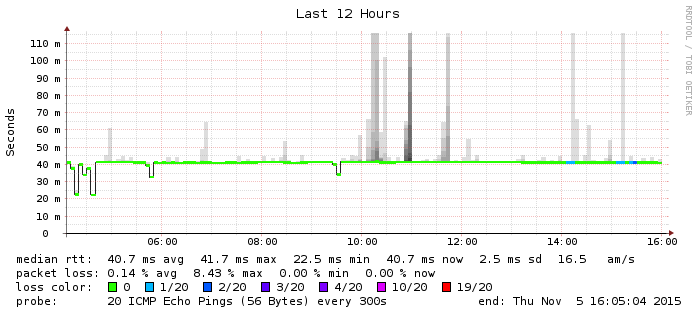 Last 12 Hours
RRDTOOL / TOBI OETIKER
Seconds
110 m
100 m
90 m
80 m
70 m
60 m
50 m
40 m
30 m
20 m
10 m
0
06:00 08:00 10:00 12:00 14:00 16:00
median rtt: 40.7 ms avg 41.7 ms max 22.5 ms min 40.7 ms now 2.5 ms sd 16.5 am/s
packet loss: 0.14 % avg 8.43 % max 0.00 % min 0.00 % now
loss color: 0 1/20 2/20 3/20 4/20 10/20 19/20
probe: 20 ICMP Echo Pings (56 Bytes) every 300s end: Thu Nov 5 16:05:04 2015